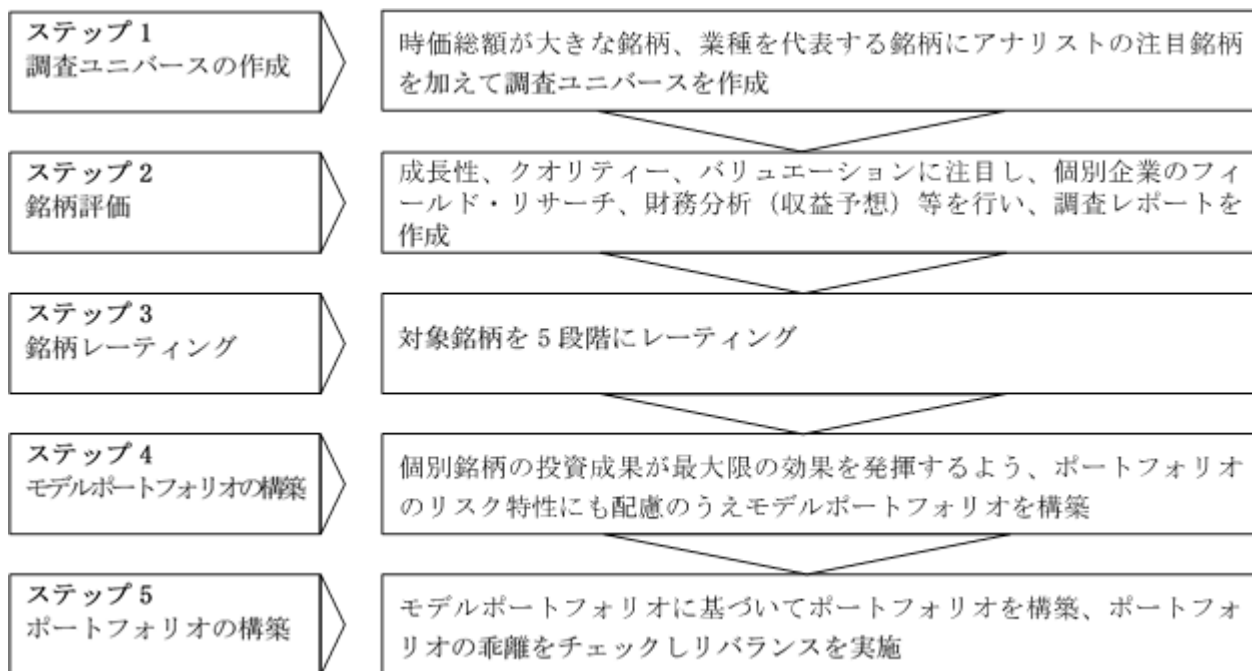 ステップ 1
調査ユニバースの作成
時価総額が大きな銘柄、業種を代表する銘柄にアナリストの注目銘柄
を加えて調査ユニバースを作成
ステップ 2
銘柄評価
成長性、クオリティー、バリュエーションに注目し、個別企業のフィ
ールド・リサーチ、財務分析（収益予想）等を行い、調査レポートを
作成
ステップ 3
銘柄レーティング
対象銘柄を 5 段階にレーティング
ステップ 4
モデルポートフォリオの構築
個別銘柄の投資成果が最大限の効果を発揮するよう、ポートフォリオ
のリスク特性にも配慮のうえモデルポートフォリオを構築
ステップ 5
ポートフォリオの構築
モデルポートフォリオに基づいてポートフォリオを構築、ポートフォ
リオの乖離をチェックしリバランスを実施